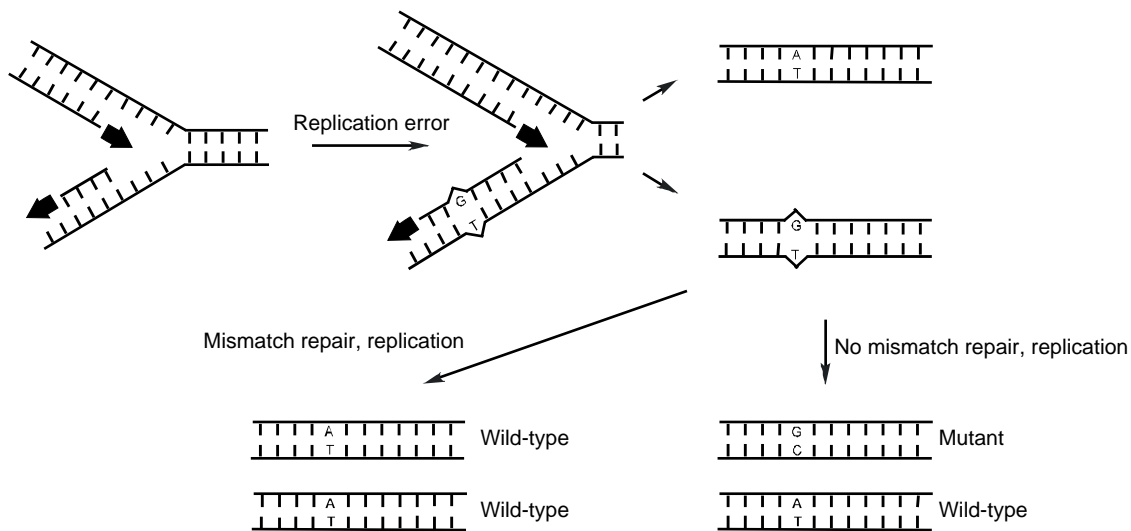 A
T
Replication error
G
T
G
T
Mismatch repair, replication
No mismatch repair, replication
A
T
Wild-type
G
C
Mutant
A
T
Wild-type
A
T
Wild-type